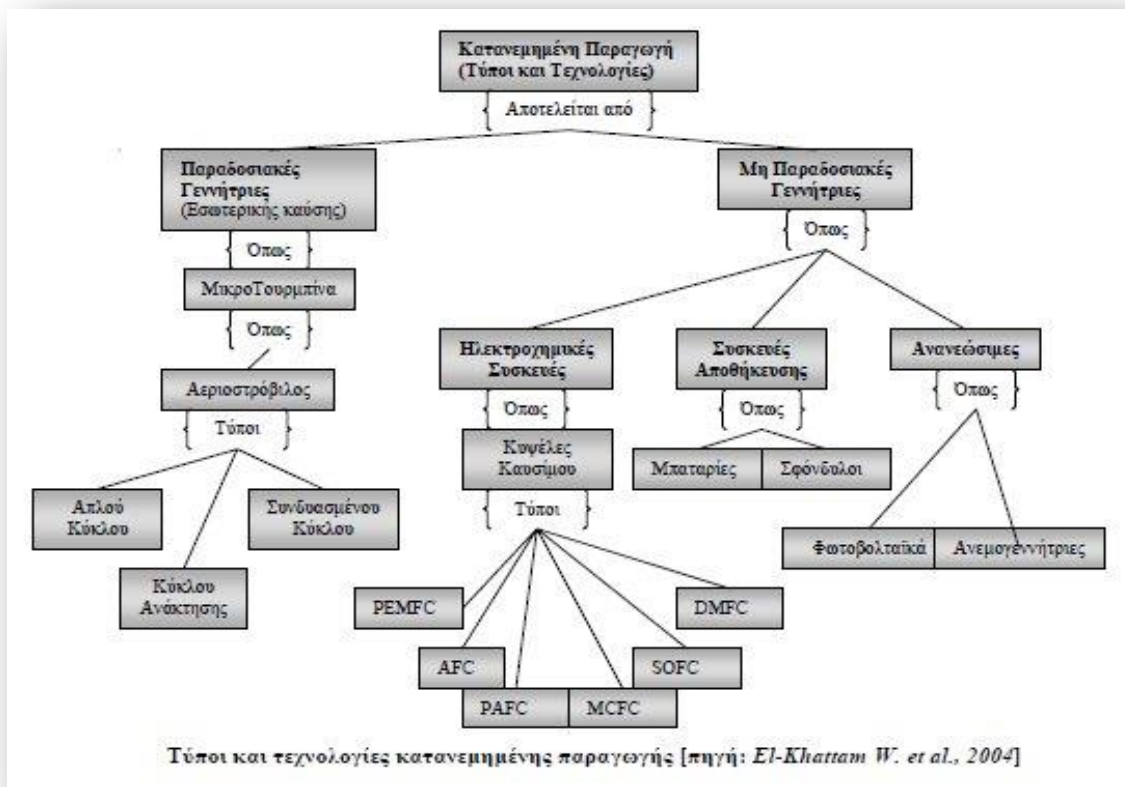 Κατανεμημένη Παραγωγή
(Τύποι και Τεχνολογίες)
Αποτελείται από
Παραδοσιακές
Γεννήτριες
(Εσωτερικής καύσης)
Μη Παραδοσιακές
Γεννήτριες
Όπως
Όπως
ΜικροΤουρμπίνα
Όπως
Ηλεκτροχημικές
Συσκευές
Συσκευές
Αποθήκευσης
Ανανεώσιμες
Αεριοστρόβιλος
Όπως
Όπως
Όπως
Τύποι
Κυψέλες
Καυσίμου
Μπαταρίες
Σφόνδυλοι
Απλού
Κύκλου
Συνδυασμένου
Κύκλου
Τύποι
Φωτοβολταϊκά
Ανεμογεννήτριες
Κύκλου
Ανάκτησης
PEMFC
DMFC
AFC
SOFC
PAFC
MCFC
Τύποι και τεχνολογίες κατανεμημένης παραγωγής [πηγή: El-Khattam W. et al., 2004]